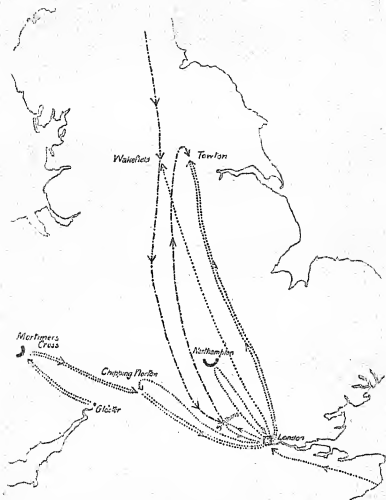 Wakefield
Towton
Mortimers
Cross
Northampton
Chipping Norton
Gloster
London